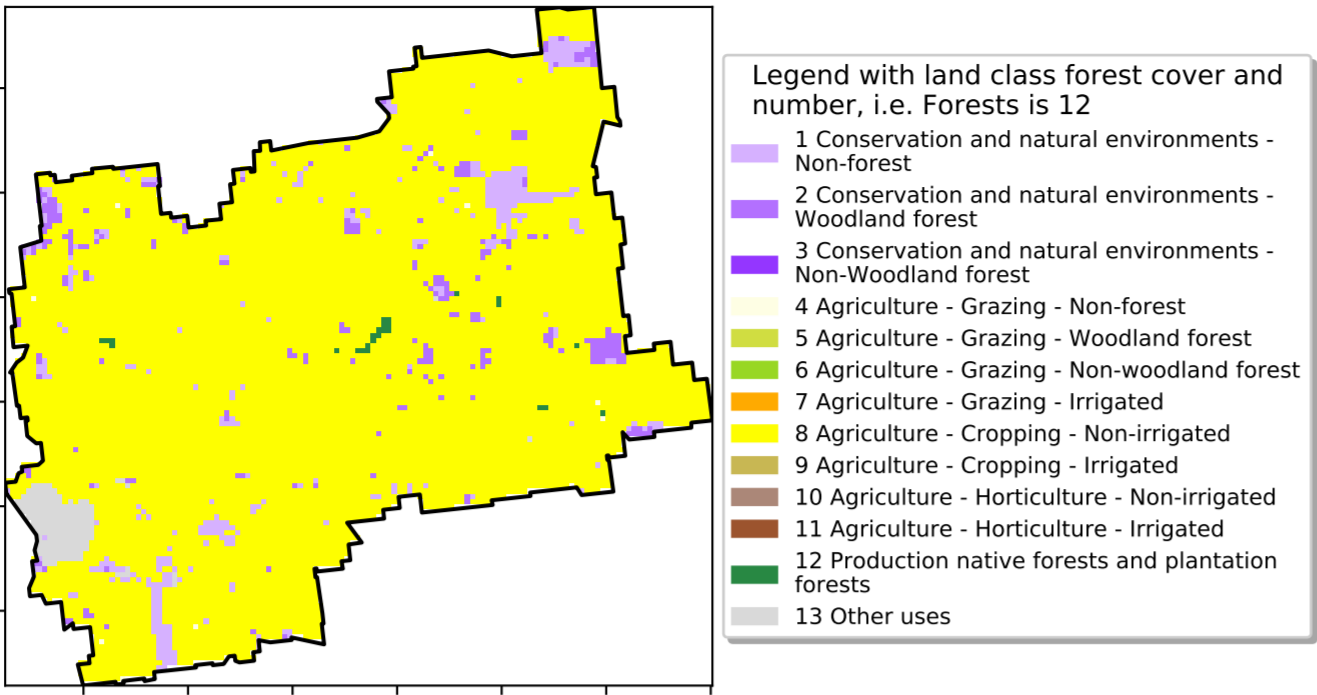 Legend with land class forest cover and
number, i.e. Forests is 12
1 Conservation and natural environments -
Non-forest
2 Conservation and natural environments -
Woodland forest
3 Conservation and natural environments -
Non-Woodland forest
4 Agriculture - Grazing - Non-forest
5 Agriculture - Grazing - Woodland forest
6 Agriculture - Grazing - Non-woodland forest
7 Agriculture - Grazing - Irrigated
8 Agriculture - Cropping - Non-irrigated
9 Agriculture - Cropping - Irrigated
10 Agriculture - Horticulture - Non-irrigated
11 Agriculture - Horticulture - Irrigated
12 Production native forests and plantation
forests
13 Other uses